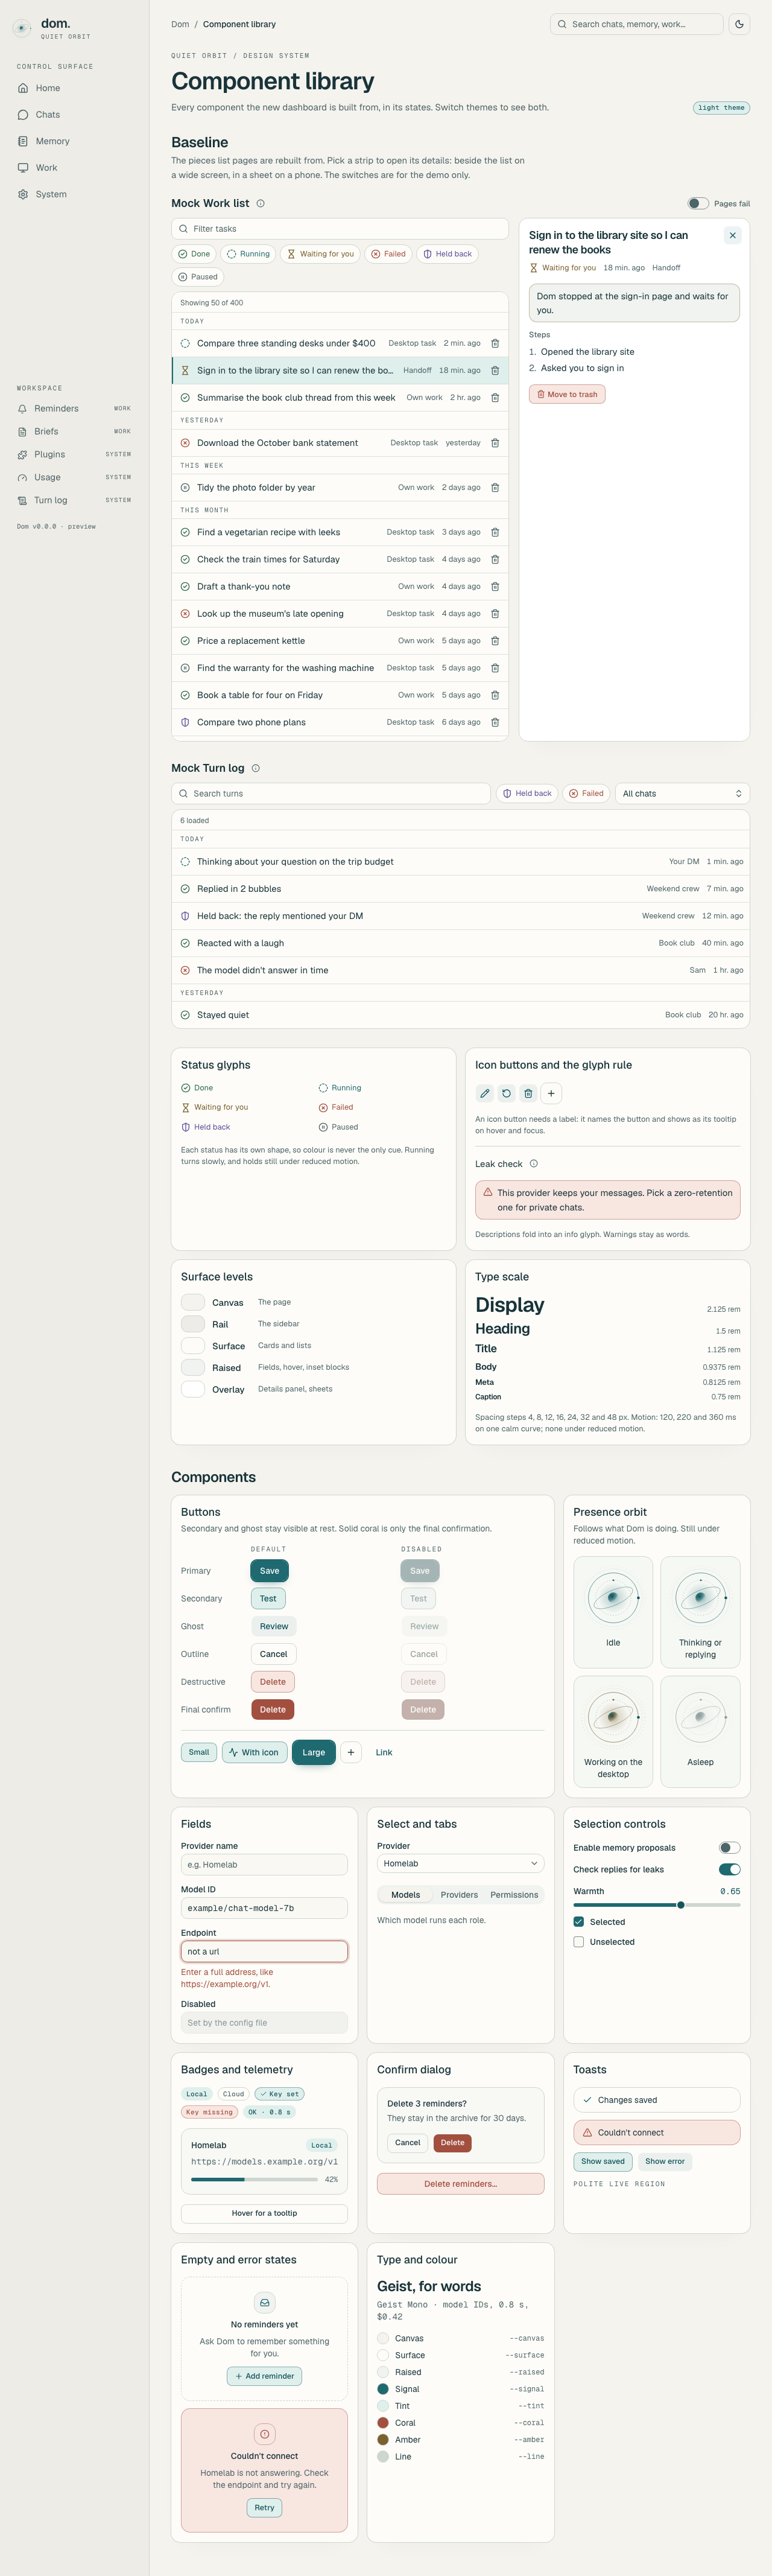 dom.
QUIET ORBIT
CONTROL SURFACE
Home
Chats
Memory
Work
System
WORKSPACE
Reminders WORK
Briefs WORK
Plugins SYSTEM
Usage SYSTEM
Turn log SYSTEM
Dom v0.0.0 · preview
Dom / Component library
Search chats, memory, work...
QUIET ORBIT / DESIGN SYSTEM
Component library
Every component the new dashboard is built from, in its states. Switch themes to see both.
light theme
Baseline
The pieces list pages are rebuilt from. Pick a strip to open its details: beside the list on
a wide screen, in a sheet on a phone. The switches are for the demo only.
Mock Work list
Pages fail
Filter tasks
Done Running Waiting for you Failed Held back
Paused
Showing 50 of 400
TODAY
Compare three standing desks under $400 Desktop task 2 min. ago
Sign in to the library site so I can renew the bo... Handoff 18 min. ago
Summarise the book club thread from this week Own work 2 hr. ago
YESTERDAY
Download the October bank statement Desktop task yesterday
THIS WEEK
Tidy the photo folder by year Own work 2 days ago
THIS MONTH
Find a vegetarian recipe with leeks Desktop task 3 days ago
Check the train times for Saturday Desktop task 4 days ago
Draft a thank-you note Own work 4 days ago
Look up the museum's late opening Desktop task 4 days ago
Price a replacement kettle Own work 5 days ago
Find the warranty for the washing machine Desktop task 5 days ago
Book a table for four on Friday Own work 5 days ago
Compare two phone plans Desktop task 6 days ago
Sign in to the library site so I can
renew the books
Waiting for you 18 min. ago Handoff
Dom stopped at the sign-in page and waits for
you.
Steps
1. Opened the library site
2. Asked you to sign in
Move to trash
Mock Turn log
Search turns
Held back Failed All chats
6 loaded
TODAY
Thinking about your question on the trip budget Your DM 1 min. ago
Replied in 2 bubbles Weekend crew 7 min. ago
Held back: the reply mentioned your DM Weekend crew 12 min. ago
Reacted with a laugh Book club 40 min. ago
The model didn't answer in time Sam 1 hr. ago
YESTERDAY
Stayed quiet Book club 20 hr. ago
Status glyphs
Done Running
Waiting for you Failed
Held back Paused
Each status has its own shape, so colour is never the only cue. Running
turns slowly, and holds still under reduced motion.
Icon buttons and the glyph rule
An icon button needs a label: it names the button and shows as its tooltip
on hover and focus.
Leak check
This provider keeps your messages. Pick a zero-retention
one for private chats.
Descriptions fold into an info glyph. Warnings stay as words.
Surface levels
Canvas The page
Rail The sidebar
Surface Cards and lists
Raised Fields, hover, inset blocks
Overlay Details panel, sheets
Type scale
Display 2.125 rem
Heading 1.5 rem
Title 1.125 rem
Body 0.9375 rem
Meta 0.8125 rem
Caption 0.75 rem
Spacing steps 4, 8, 12, 16, 24, 32 and 48 px. Motion: 120, 220 and 360 ms
on one calm curve; none under reduced motion.
Components
Buttons
Secondary and ghost stay visible at rest. Solid coral is only the final confirmation.
DEFAULT DISABLED
Primary Save Save
Secondary Test Test
Ghost Review Review
Outline Cancel Cancel
Destructive Delete Delete
Final confirm Delete Delete
Small With icon Large Link
Presence orbit
Follows what Dom is doing. Still under
reduced motion.
Idle
Thinking or
replying
Working on the
desktop
Asleep
Fields
Provider name
e.g. Homelab
Model ID
example/chat-model-7b
Endpoint
not a url
Enter a full address, like
https://example.org/v1.
Disabled
Set by the config file
Select and tabs
Provider
Homelab
Models Providers Permissions
Which model runs each role.
Selection controls
Enable memory proposals
Check replies for leaks
Warmth 0.65
Selected
Unselected
Badges and telemetry
Local Cloud Key set
Key missing OK · 0.8 s
Homelab Local
https://models.example.org/v1
42%
Hover for a tooltip
Confirm dialog
Delete 3 reminders?
They stay in the archive for 30 days.
Cancel Delete
Delete reminders...
Toasts
Changes saved
Couldn't connect
Show saved Show error
POLITE LIVE REGION
Empty and error states
No reminders yet
Ask Dom to remember something
for you.
Add reminder
Couldn't connect
Homelab is not answering. Check
the endpoint and try again.
Retry
Type and colour
Geist, for words
Geist Mono · model IDs, 0.8 s,
$0.42
Canvas --canvas
Surface --surface
Raised --raised
Signal --signal
Tint --tint
Coral --coral
Amber --amber
Line --line